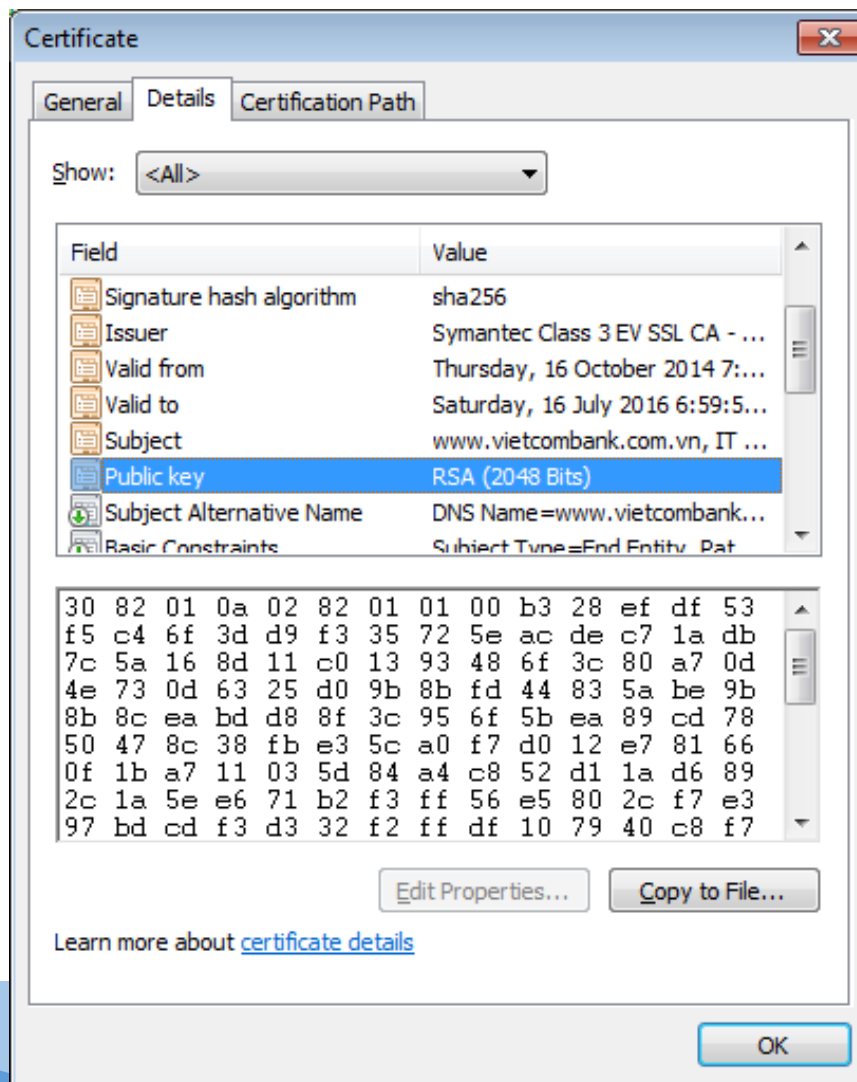 Certificate
General Details Certification Path
Show: <All>
Field Value
Signature hash algorithm sha256
Issuer Symantec Class 3 EV SSL CA - ...
Valid from Thursday, 16 October 2014 7:...
Valid to Saturday, 16 July 2016 6:59:5...
Subject www.vietcombank.com.vn, IT ...
Public key RSA (2048 Bits)
Subject Alternative Name DNS Name=www.vietcombank...
Basic Constraints Subject Type=End Entity, Pat
30 82 01 0a 02 82 01 01 00 b3 28 ef df 53
f5 c4 6f 3d d9 f3 35 72 5e ac de c7 1a db
7c 5a 16 8d 11 c0 13 93 48 6f 3c 80 a7 0d
4e 73 0d 63 25 d0 9b 8b fd 44 83 5a be 9b
8b 8c ea bd d8 8f 3c 95 6f 5b ea 89 cd 78
50 47 8c 38 fb e3 5c a0 f7 d0 12 e7 81 66
0f 1b a7 11 03 5d 84 a4 c8 52 d1 1a d6 89
2c 1a 5e e6 71 b2 f3 ff 56 e5 80 2c f7 e3
97 bd cd f3 d3 32 f2 ff df 10 79 40 c8 f7
Edit Properties... Copy to File...
Learn more about certificate details
OK